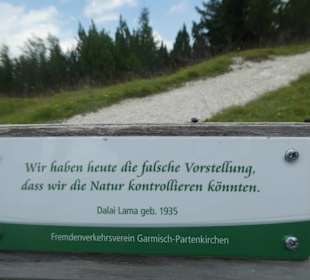 Wir haben heute die falsche Vorstellung,
dass wir die Natur kontrollieren könnten.
Dalai Lama geb. 1935
Fremdenverkehrsverein Garmisch-Partenkirchen